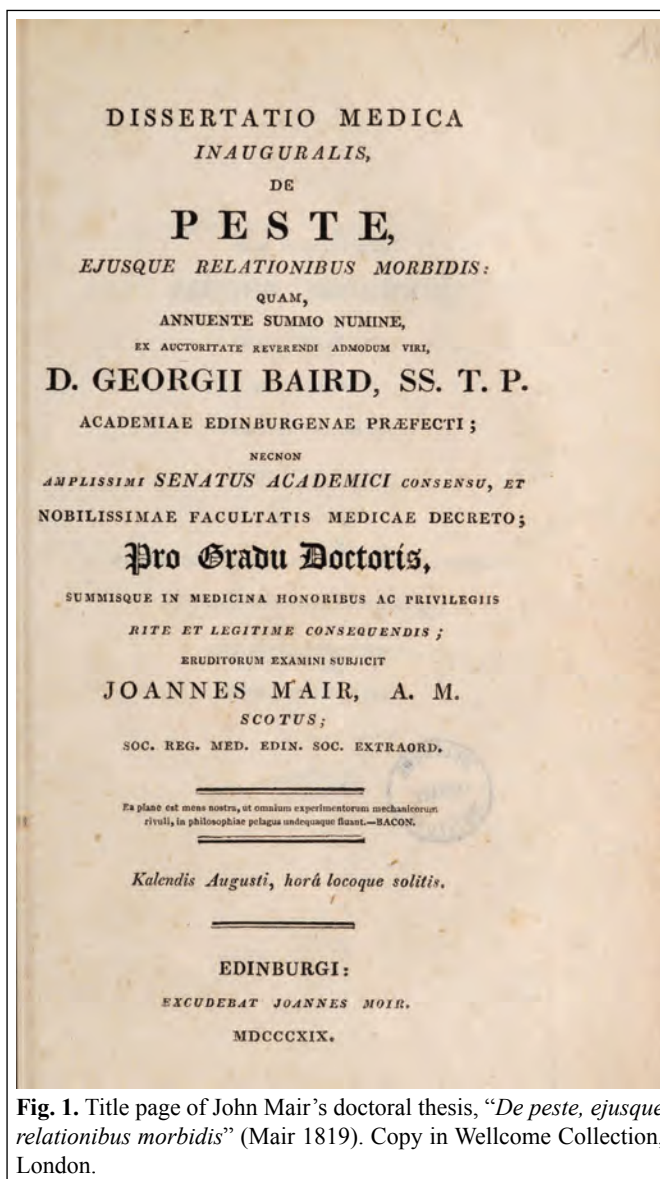 DISSERTATIO MEDICA
INAUGURALIS,
DE
PESTE,
EJUSQUE RELATIONIBUS MORBIDIS:
QUAM,
ANNUENTE SUMMO NUMINE,
EX AUCTORITATE REVERENDI ADMODUM VIRI,
D. GEORGII BAIRD, SS. T. P.
ACADEMIAE EDINBURGENAE PRÆFECTI;
NECNON
AMPLISSIMI SENATUS ACADEMICI CONSENSU, ET
NOBILISSIMAE FACULTATIS MEDICAE DECRETO;
Pro Gradu Doctoris,
SUMMISQUE IN MEDICINA HONORIBUS AC PRIVILEGIIS
RITE ET LEGITIME CONSEQUENDIS;
ERUDITORUM EXAMINI SUBJICIT
JOANNES MAIR, A. M.
SCOTUS;
SOC. REG. MED. EDIN. SOC. EXTRAORD.
Ea plane est mens nostra, ut omnium experimentorum mechanicorum
rivuli, in philosophiae pelagus undequaque fluant.—BACON.
Kalendis Augusti, horâ locoque solitis.
EDINBURGI:
EXCUDEBAT JOANNES MOIR.
MDCCCXIX.
Fig. 1. Title page of John Mair's doctoral thesis, “De peste, ejusque
relationibus morbidis” (Mair 1819). Copy in Wellcome Collection,
London.